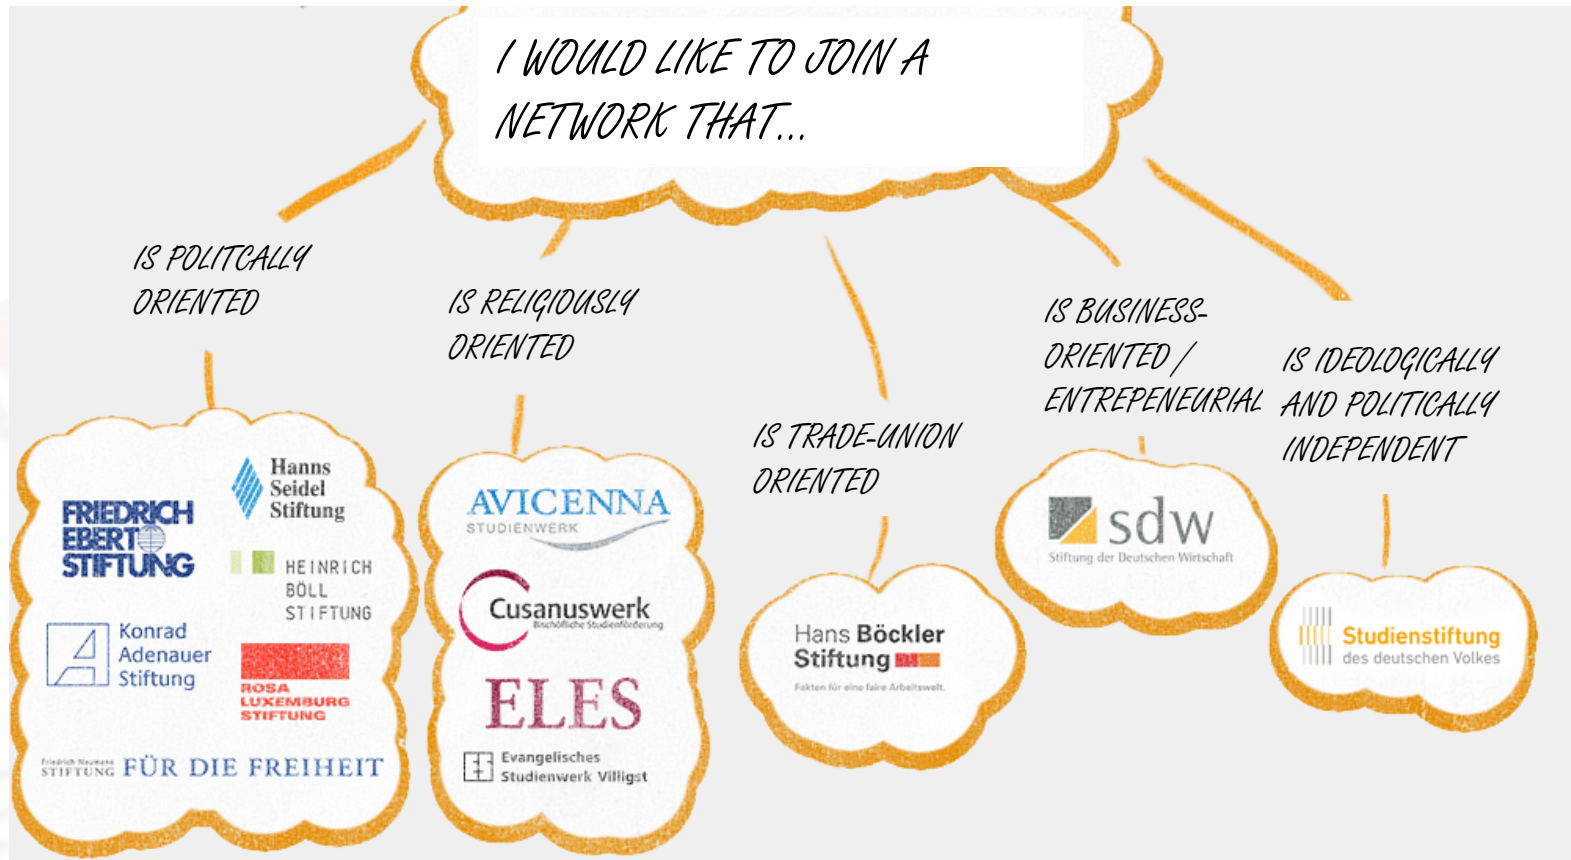 I WOULD LIKE TO JOIN A
NETWORK THAT...
IS POLITCALLY
ORIENTED
FRIEDRICH
EBERT
STIFTUNG
Hanns
Seidel
Stiftung
HEINRICH
BÖLL
STIFTUNG
Konrad
Adenauer
Stiftung
ROSA
LUXEMBURG
STIFTUNG
Friedrich Naumann
STIFTUNG FÜR DIE FREIHEIT
IS RELIGIOUSLY
ORIENTED
AVICENNA
STUDIENWERK
Cusanuswerk
Bischöfliche Studienförderung
ELES
Evangelisches
Studienwerk Villigst
IS TRADE-UNION
ORIENTED
Hans Böckler
Stiftung
Fakten für eine faire Arbeitswelt.
IS BUSINESS-
ORIENTED /
ENTREPENEURIAL
sdw
Stiftung der Deutschen Wirtschaft
IS IDEOLOGICALLY
AND POLITICALLY
INDEPENDENT
Studienstiftung
des deutschen Volkes